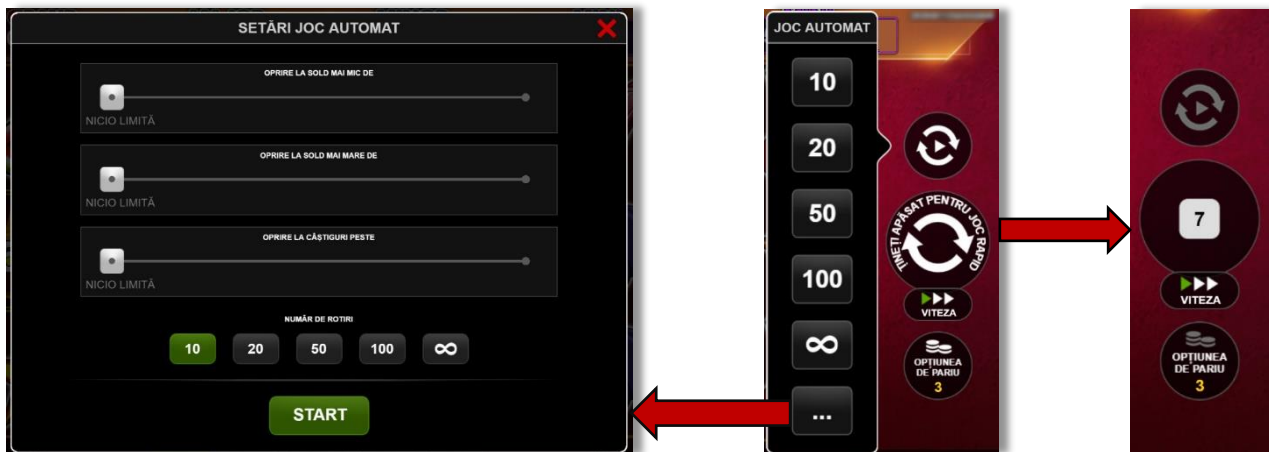 SETĂRI JOC AUTOMAT
OPRIRE LA SOLD MAI MIC DE
NICIO LIMITĂ
OPRIRE LA SOLD MAI MARE DE
NICIO LIMITĂ
OPRIRE LA CÂȘTIGURI PESTE
NICIO LIMITĂ
NUMĂR DE ROTIRI
10 20 50 100 ∞
START
JOC AUTOMAT
10
20
50
100
∞
...
ȚINEȚI APĂSAT PENTRU JOC RAPID
VITEZA
OPȚIUNEA
DE PARIU
3
7
VITEZA
OPȚIUNEA
DE PARIU
3